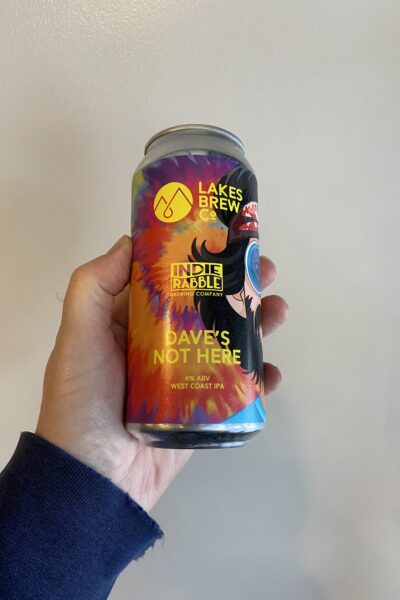 LAKES
BREW
Co
INDIE
RABBLE
BREWING COMPANY
DAVE'S
NOT HERE
6% ABV
WEST COAST IPA